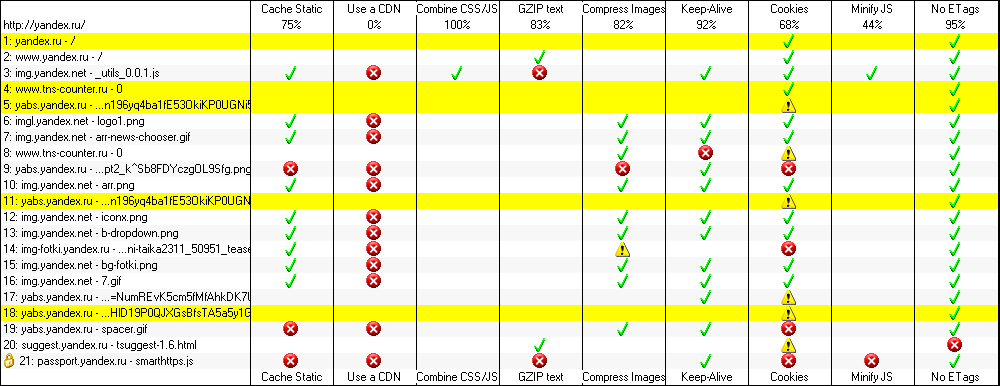 Cache Static Use a CDN Combine CSS/JS GZIP text Compress Images Keep-Alive Cookies Minify JS No ETags
http://yandex.ru/ 75% 0% 100% 83% 82% 92% 68% 44% 95%
1: yandex.ru - /
2: www.yandex.ru - /
3: img.yandex.net - _utils_0.0.1.js
4: www.tns-counter.ru - 0
5: yabs.yandex.ru - ...n196yq4ba1fE53OkiKP0UGNi5
6: imgl.yandex.net - logo1.png
7: img.yandex.net - arr-news-chooser.gif
8: www.tns-counter.ru - 0
9: yabs.yandex.ru - ...pt2_k^Sb8FDYczgOL9Sfg.png
10: img.yandex.net - arr.png
11: yabs.yandex.ru - ...n196yq4ba1fE53OkiKP0UGN
12: img.yandex.net - iconx.png
13: img.yandex.net - b-dropdown.png
14: img-fotki.yandex.ru - ...ni-taika2311_50951_tease
15: img.yandex.net - bg-fotki.png
16: img.yandex.net - 7.gif
17: yabs.yandex.ru - ...=NumREvK5cm5fMfAhkDK7U
18: yabs.yandex.ru - ...HlD19P0QJXGsBfsTA5a5y1G
19: yabs.yandex.ru - spacer.gif
20: suggest.yandex.ru - tsuggest-1.6.html
21: passport.yandex.ru - smarthttps.js
Cache Static Use a CDN Combine CSS/JS GZIP text Compress Images Keep-Alive Cookies Minify JS No ETags